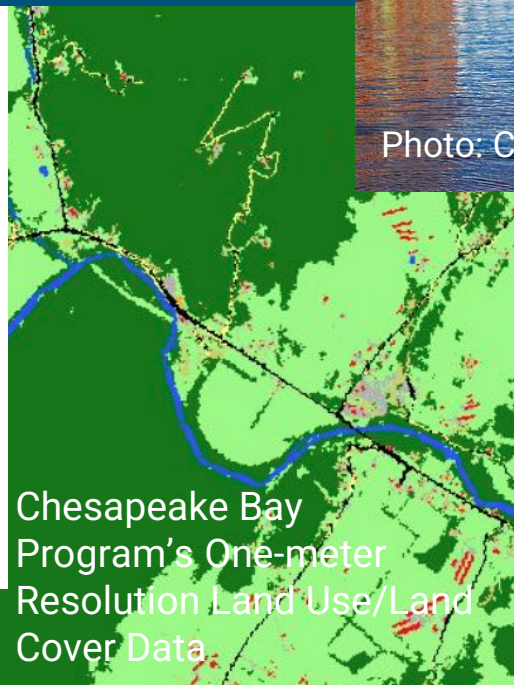 Photo: C
Chesapeake Bay
Program's One-meter
Resolution Land Use/Land
Cover Data